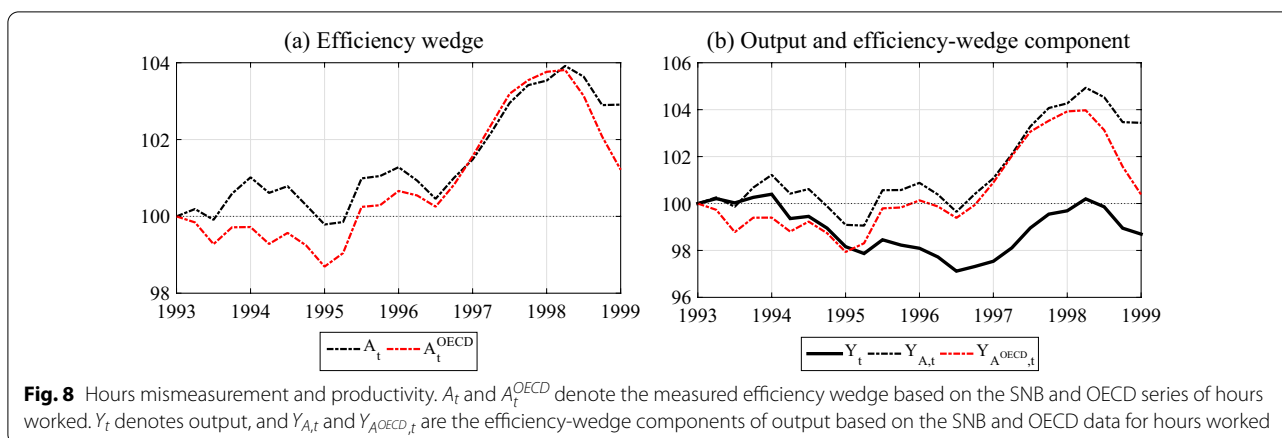 (a) Efficiency wedge
104
102
100
98
1993 1994 1995 1996 1997 1998 1999
A_t A_t^OECD
(b) Output and efficiency-wedge component
106
104
102
100
98
96
1993 1994 1995 1996 1997 1998 1999
Y_t Y_A,t Y_A^OECD,t
Fig. 8 Hours mismeasurement and productivity. A_t and A_t^OECD denote the measured efficiency wedge based on the SNB and OECD series of hours
worked. Y_t denotes output, and Y_A,t and Y_A^OECD,t are the efficiency-wedge components of output based on the SNB and OECD data for hours worked